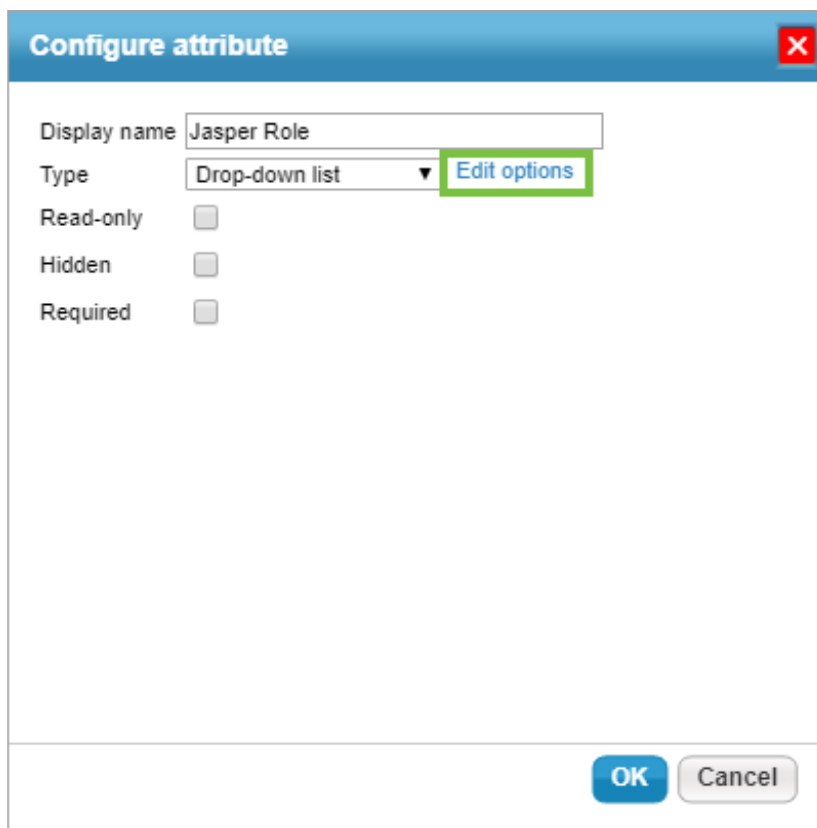 Configure attribute
Display name Jasper Role
Type Drop-down list Edit options
Read-only
Hidden
Required
OK Cancel